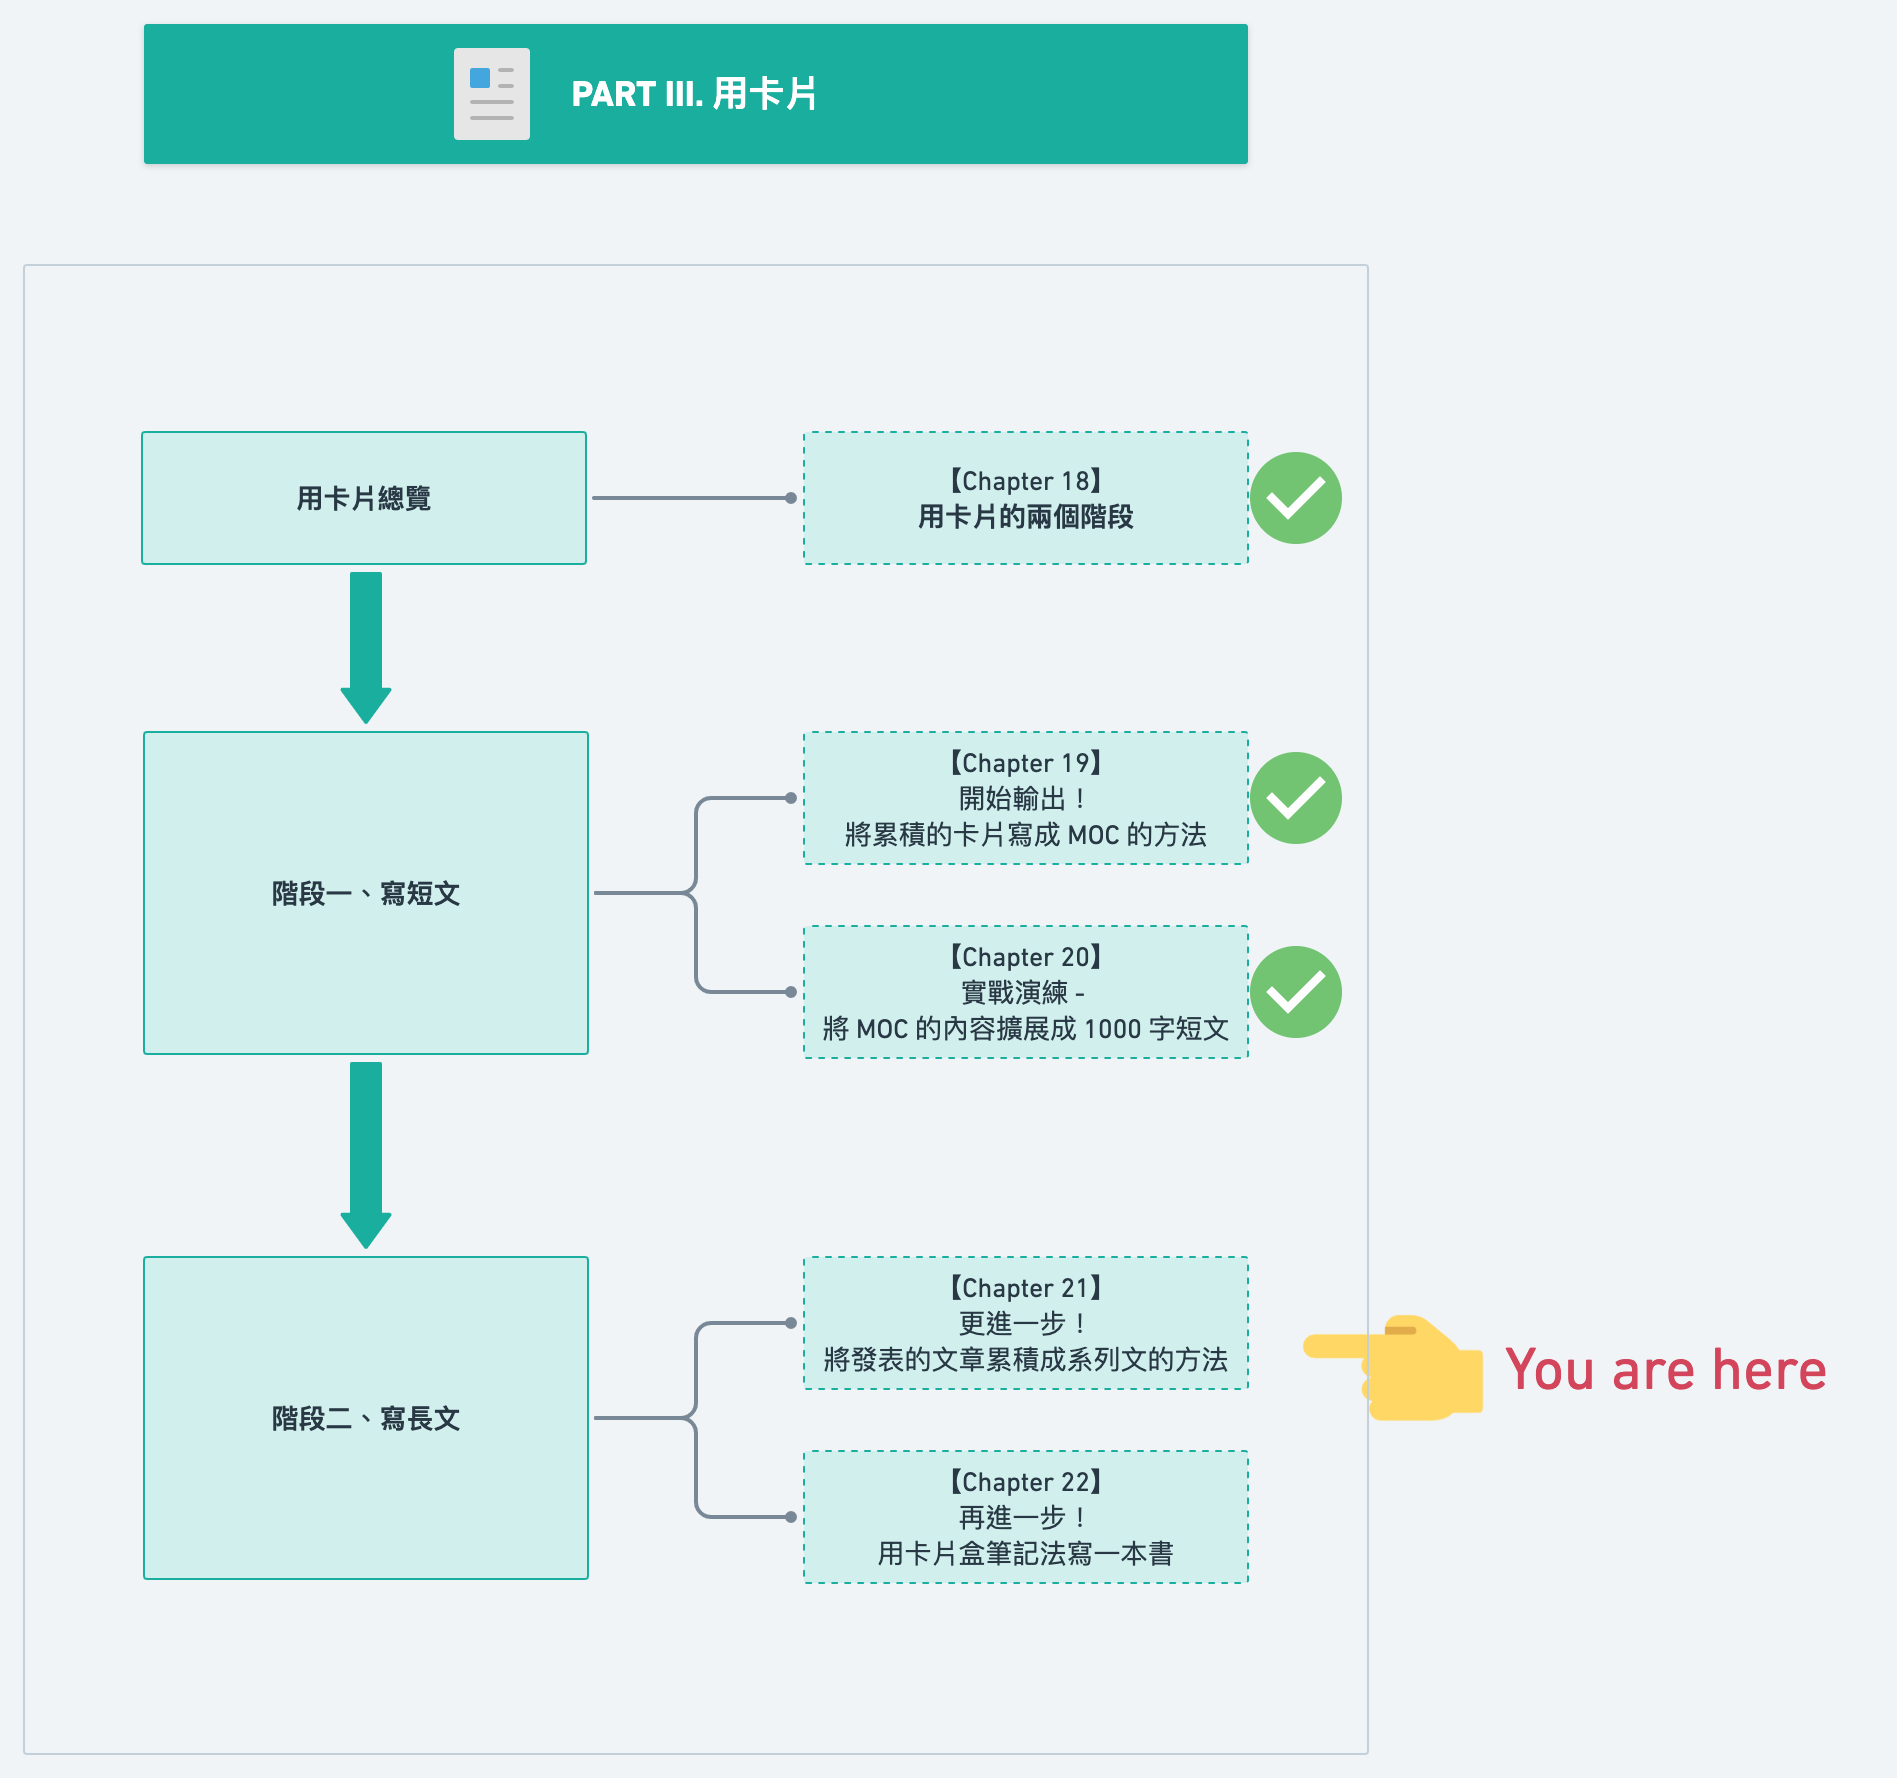 PART III. 用卡片
用卡片總覽
【Chapter 18】
用卡片的兩個階段
階段一、寫短文
【Chapter 19】
開始輸出！
將累積的卡片寫成 MOC 的方法
【Chapter 20】
實戰演練 -
將 MOC 的內容擴展成 1000 字短文
階段二、寫長文
【Chapter 21】
更進一步！
將發表的文章累積成系列文的方法
You are here
【Chapter 22】
再進一步！
用卡片盒筆記法寫一本書